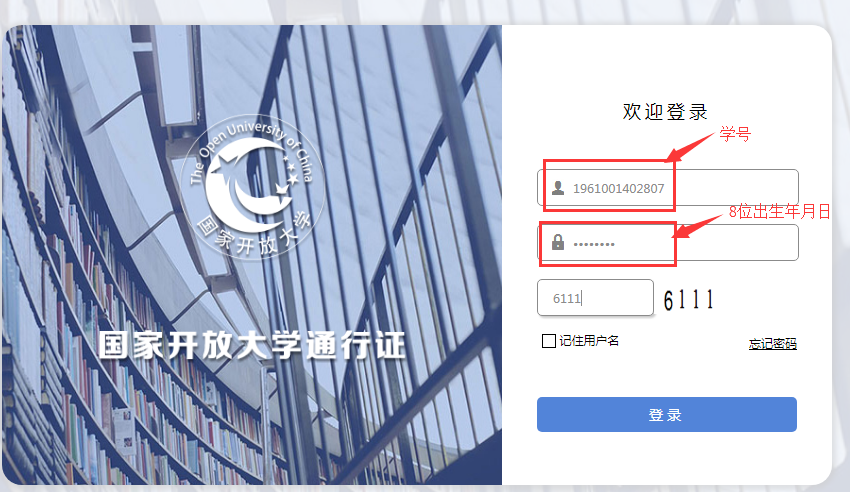 The Open University of China
国家开放大学
国家开放大学通行证
欢迎登录
学号
1961001402807
8位出生年月日
••••••••
6111
6111
记住用户名
忘记密码
登录